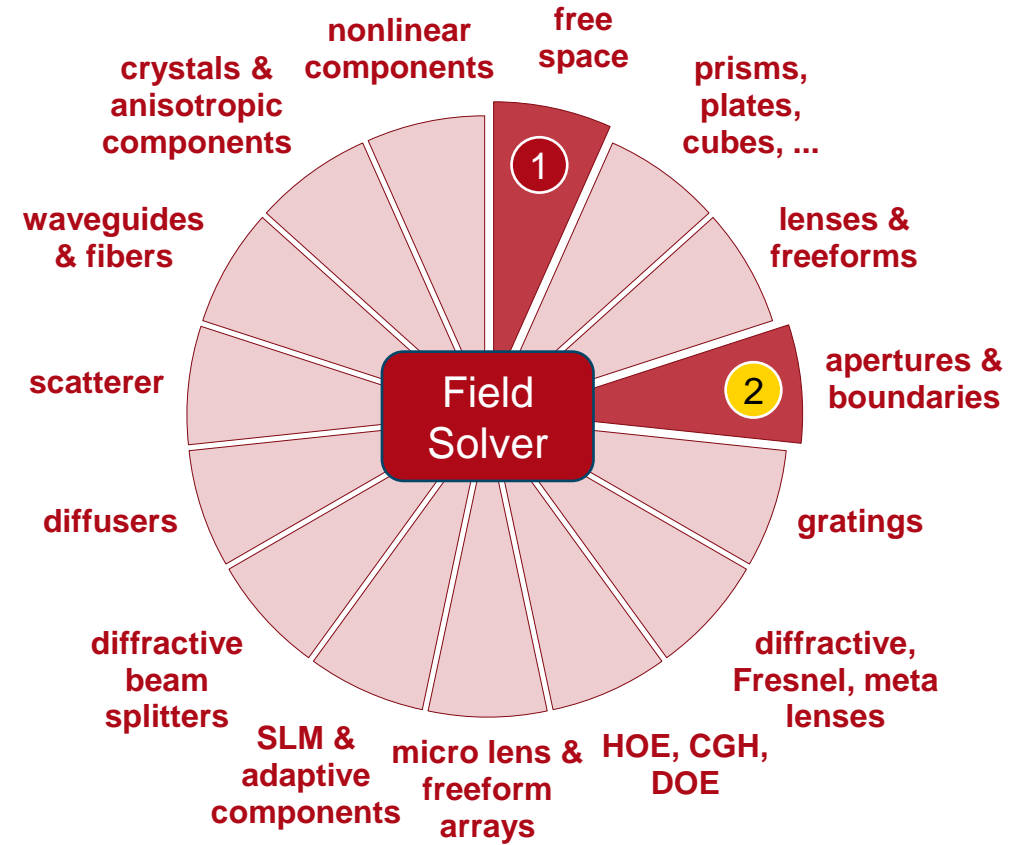 free
space
1
prisms,
plates,
cubes, ...
lenses &
freeforms
apertures &
boundaries
2
gratings
diffractive,
Fresnel, meta
lenses
HOE, CGH,
DOE
micro lens &
freeform
arrays
SLM &
adaptive
components
diffractive
beam
splitters
diffusers
scatterer
waveguides
& fibers
crystals &
anisotropic
components
nonlinear
components
Field
Solver